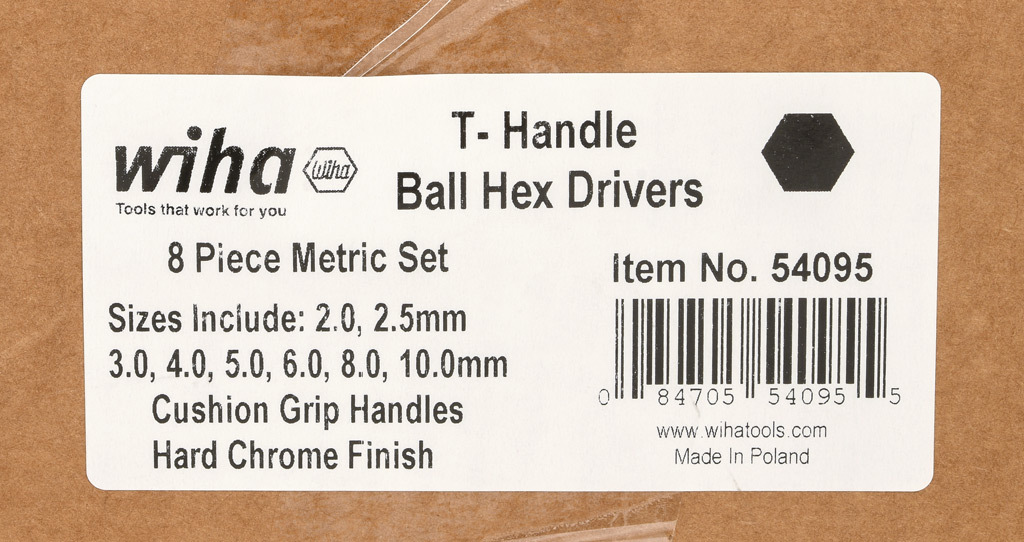 wiha wiha
Tools that work for you
T- Handle
Ball Hex Drivers
8 Piece Metric Set
Sizes Include: 2.0, 2.5mm
3.0, 4.0, 5.0, 6.0, 8.0, 10.0mm
Cushion Grip Handles
Hard Chrome Finish
Item No. 54095
0 84705 54095 5
www.wihatools.com
Made In Poland